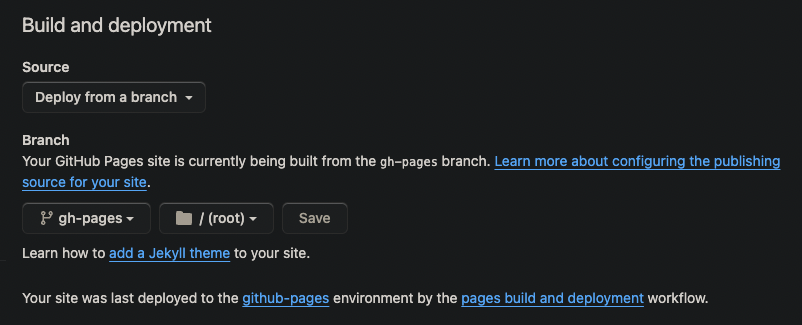 Build and deployment
Source
Deploy from a branch
Branch
Your GitHub Pages site is currently being built from the gh-pages branch. Learn more about configuring the publishing
source for your site.
gh-pages / (root) Save
Learn how to add a Jekyll theme to your site.
Your site was last deployed to the github-pages environment by the pages build and deployment workflow.